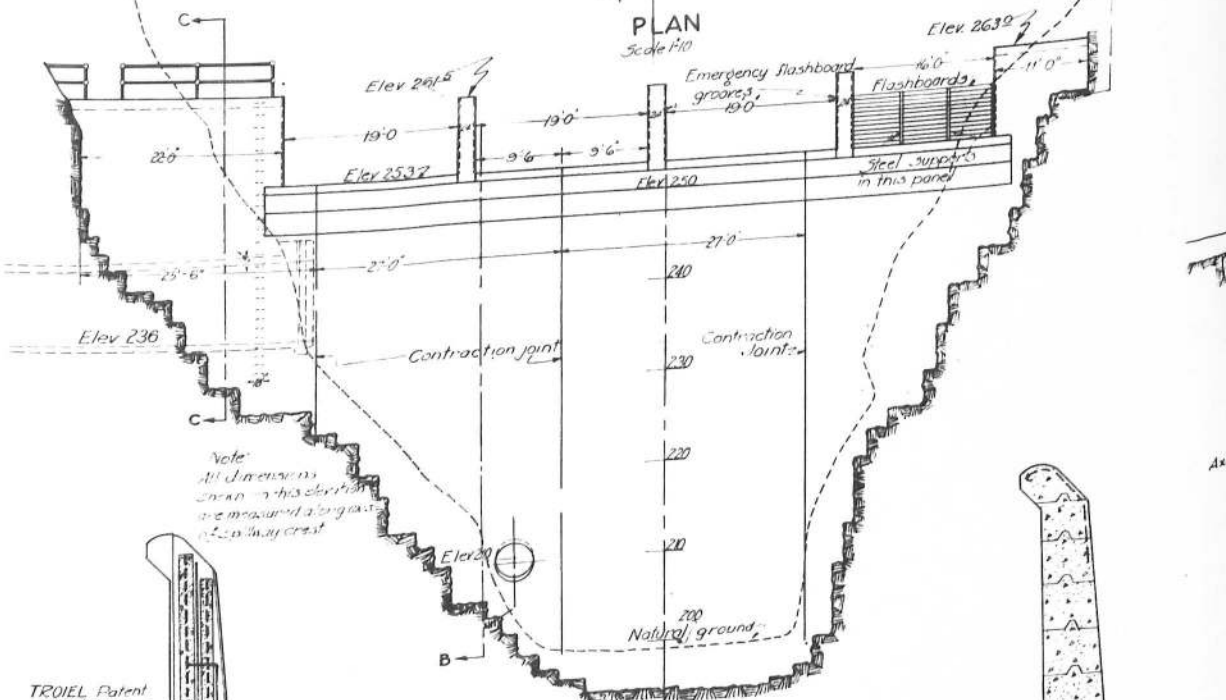 C
PLAN
Scale 1"=10'
Elev. 263.0
Elev 261.5
Emergency flashboard
grooves
16'0"
11'0"
Flashboards
19'0
19'0"
19'0"
22'0"
9'6
9'6"
Elev 253.2
Elev 250
Steel supports
in this panel
25'-6"
27'-0"
27'-0"
240
Elev 236
Contraction joint
Contraction
Joints
230
18"
C
220
Note
All dimensions
shown in this elevation
are measured along axis
of spillway crest
210
Elev 20
200
Natural ground
B
TROIEL Patent